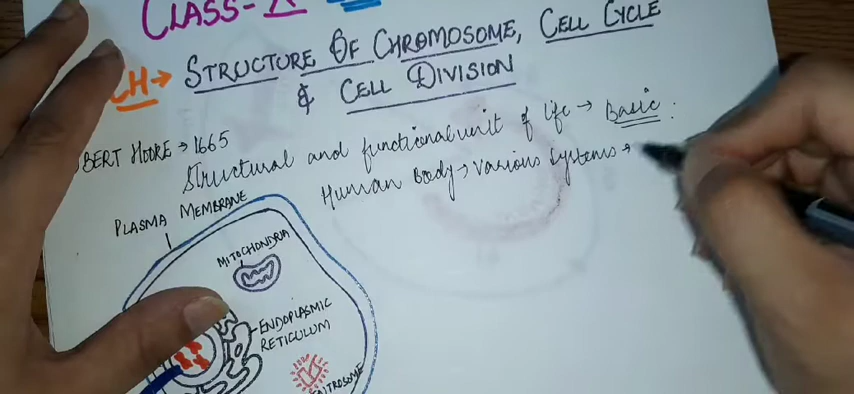 CLASS- X
CH → STRUCTURE OF CHROMOSOME, CELL CYCLE
& CELL DIVISION
BERT HOOKE → 1665
Structural and functional unit of life → Basic :
Human Body → Various Systems →
PLASMA MEMBRANE
MITOCHONDRIA
ENDOPLASMIC
RETICULUM